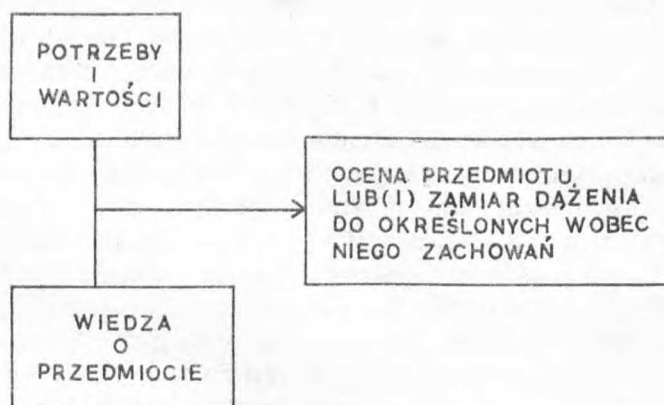 POTRZEBY
I
WARTOŚCI
OCENA PRZEDMIOTU,
LUB(I) ZAMIAR DĄŻENIA
DO OKREŚLONYCH WOBEC
NIEGO ZACHOWAŃ
WIEDZA
O
PRZEDMIOCIE